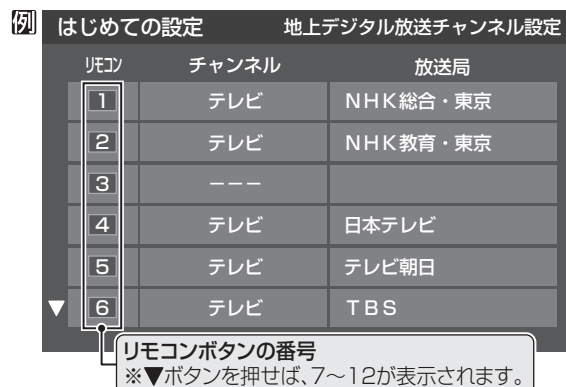 例
はじめての設定 地上デジタル放送チャンネル設定
リモコン チャンネル 放送局
1 テレビ NHK総合・東京
2 テレビ NHK教育・東京
3 −−−
4 テレビ 日本テレビ
5 テレビ テレビ朝日
▼ 6 テレビ TBS
リモコンボタンの番号
※▼ボタンを押せば、7〜12が表示されます。